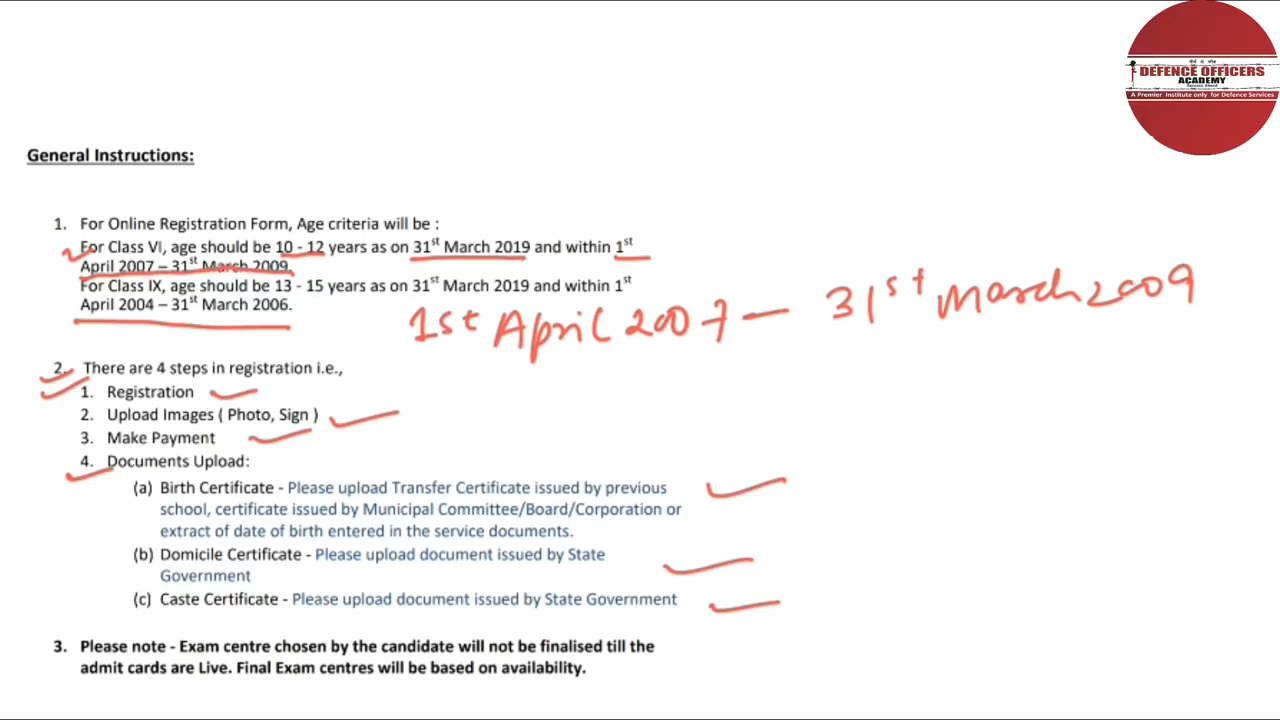 DEFENCE OFFICERS
ACADEMY
A Premier Institute only for Defence Services
General Instructions:
1. For Online Registration Form, Age criteria will be :
For Class VI, age should be 10 - 12 years as on 31st March 2019 and within 1st
April 2007 – 31st March 2009.
For Class IX, age should be 13 - 15 years as on 31st March 2019 and within 1st
April 2004 – 31st March 2006.
1st April 2007 – 31st March 2009
2. There are 4 steps in registration i.e.,
1. Registration
2. Upload Images ( Photo, Sign )
3. Make Payment
4. Documents Upload:
(a) Birth Certificate - Please upload Transfer Certificate issued by previous
school, certificate issued by Municipal Committee/Board/Corporation or
extract of date of birth entered in the service documents.
(b) Domicile Certificate - Please upload document issued by State
Government
(c) Caste Certificate - Please upload document issued by State Government
3. Please note - Exam centre chosen by the candidate will not be finalised till the
admit cards are Live. Final Exam centres will be based on availability.